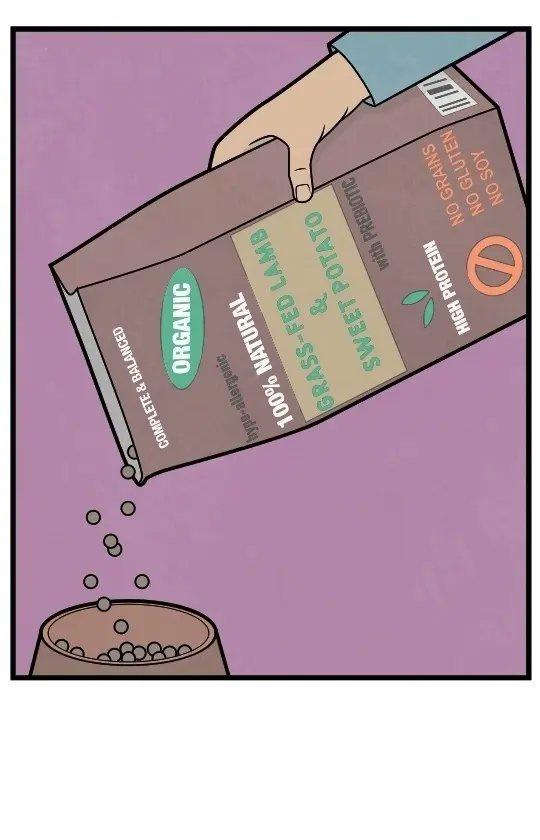 COMPLETE & BALANCED
ORGANIC
hypo-allergenic
100% NATURAL
GRASS-FED LAMB
&
SWEET POTATO
with PREBIOTIC
HIGH PROTEIN
NO GRAINS
NO GLUTEN
NO SOY